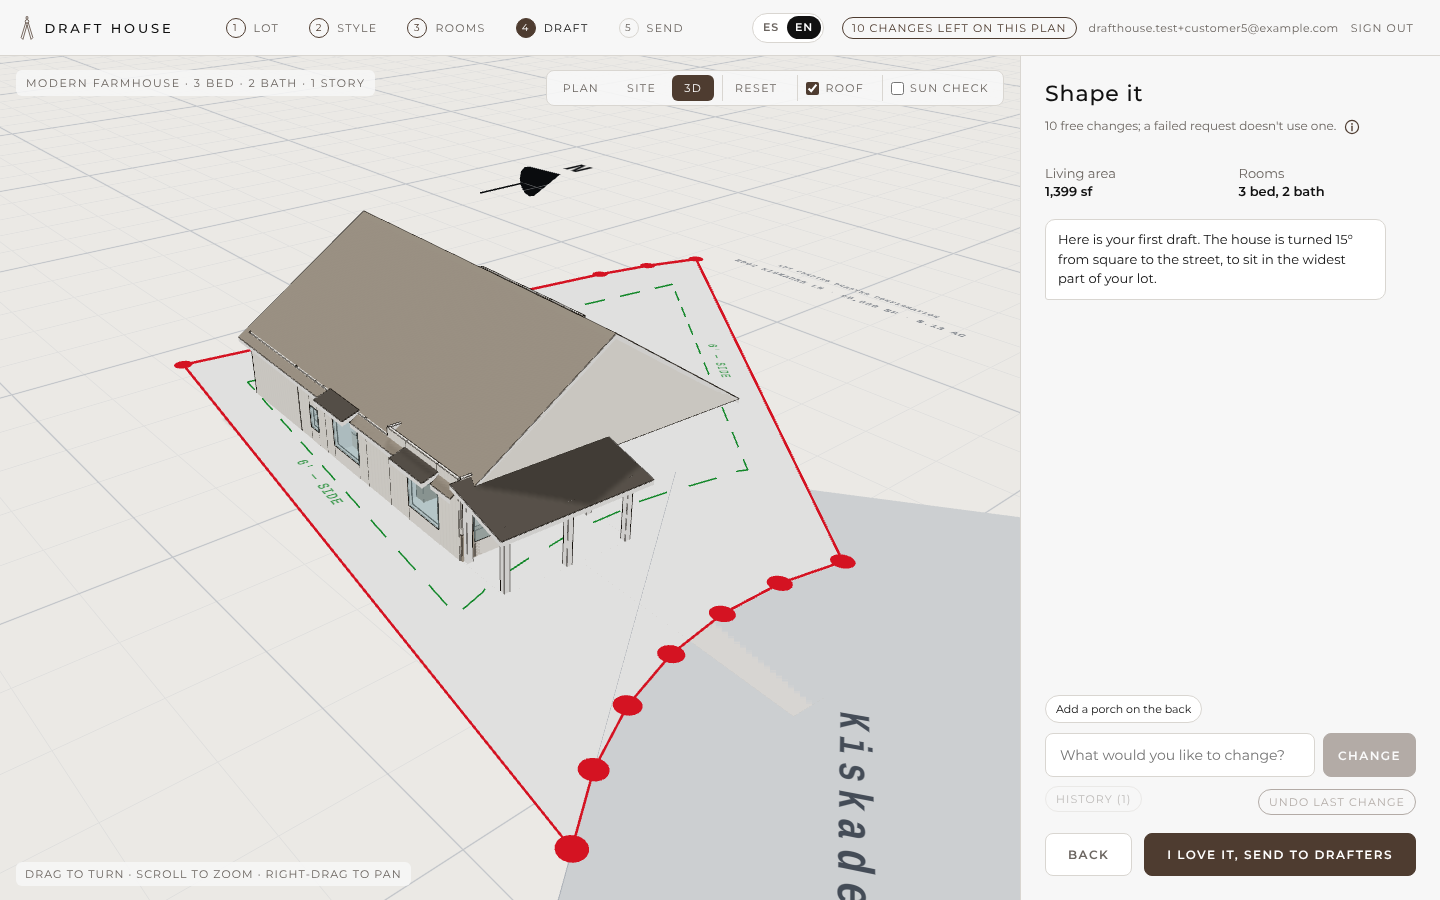 DRAFT HOUSE
1 LOT
2 STYLE
3 ROOMS
4 DRAFT
5 SEND
ES EN
10 CHANGES LEFT ON THIS PLAN
drafthouse.test+customer5@example.com
SIGN OUT
MODERN FARMHOUSE · 3 BED · 2 BATH · 1 STORY
PLAN SITE 3D RESET ROOF SUN CHECK
N
6' - SIDE
6' - SIDE
Kiskade
DRAG TO TURN · SCROLL TO ZOOM · RIGHT-DRAG TO PAN
Shape it
10 free changes; a failed request doesn't use one.
Living area
1,399 sf
Rooms
3 bed, 2 bath
Here is your first draft. The house is turned 15°
from square to the street, to sit in the widest
part of your lot.
Add a porch on the back
What would you like to change?
CHANGE
HISTORY (1)
UNDO LAST CHANGE
BACK
I LOVE IT, SEND TO DRAFTERS